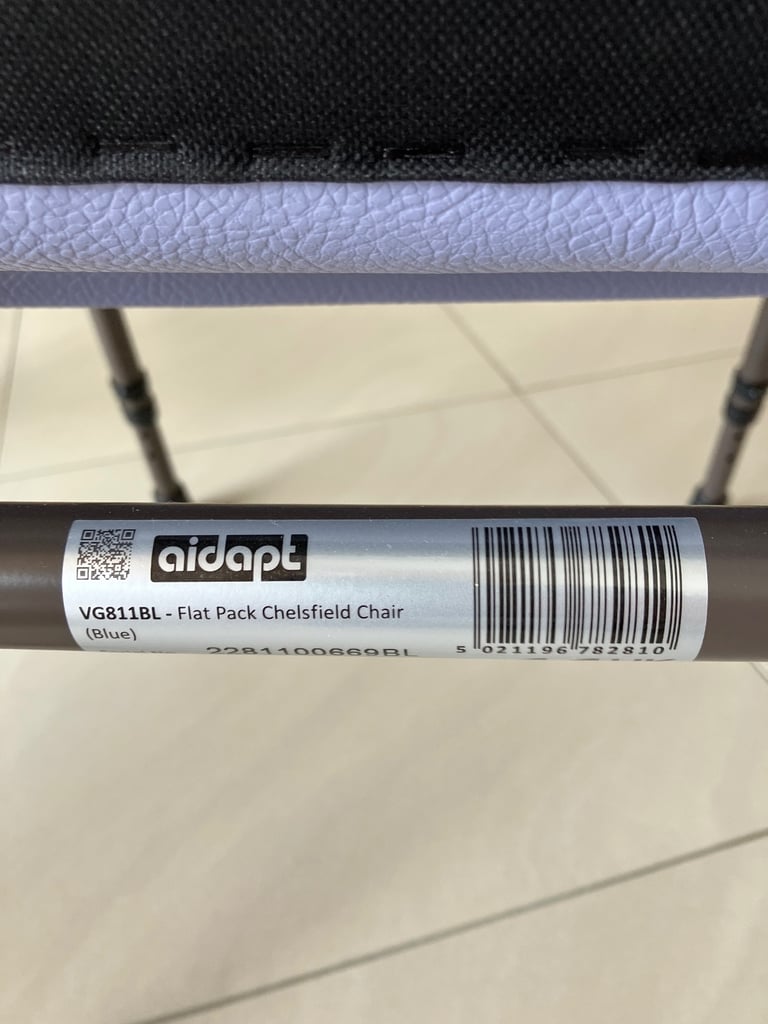 aidapt
VG811BL - Flat Pack Chelsfield Chair
(Blue)
2281100669BL
5 021196 782810